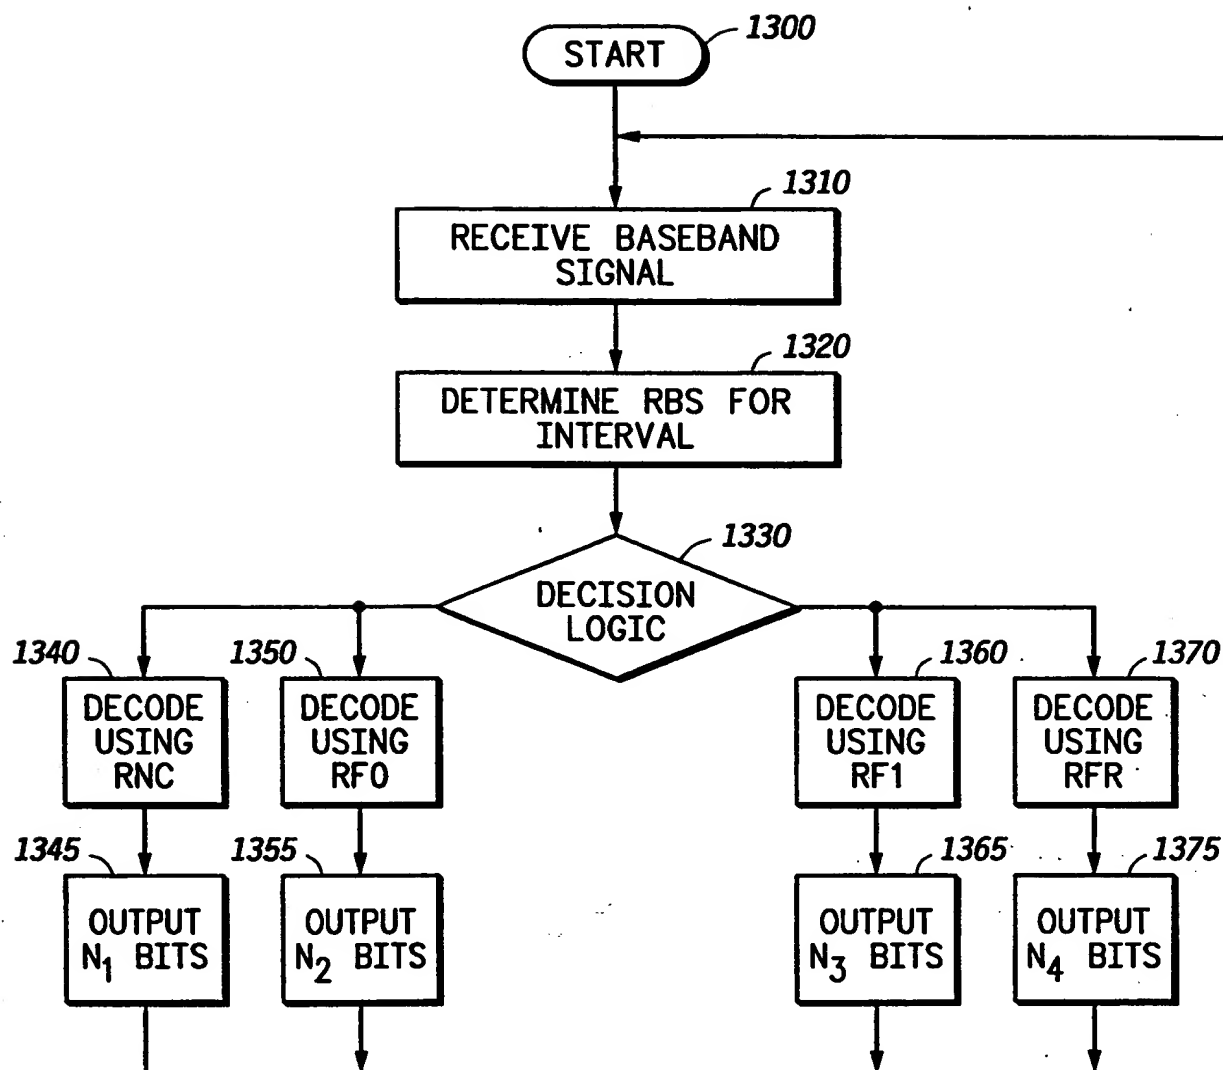 1300
START
1310
RECEIVE BASEBAND
SIGNAL
1320
DETERMINE RBS FOR
INTERVAL
1330
DECISION
LOGIC
1340
DECODE
USING
RNC
1350
DECODE
USING
RF0
1360
DECODE
USING
RF1
1370
DECODE
USING
RFR
1345
OUTPUT
N1 BITS
1355
OUTPUT
N2 BITS
1365
OUTPUT
N3 BITS
1375
OUTPUT
N4 BITS